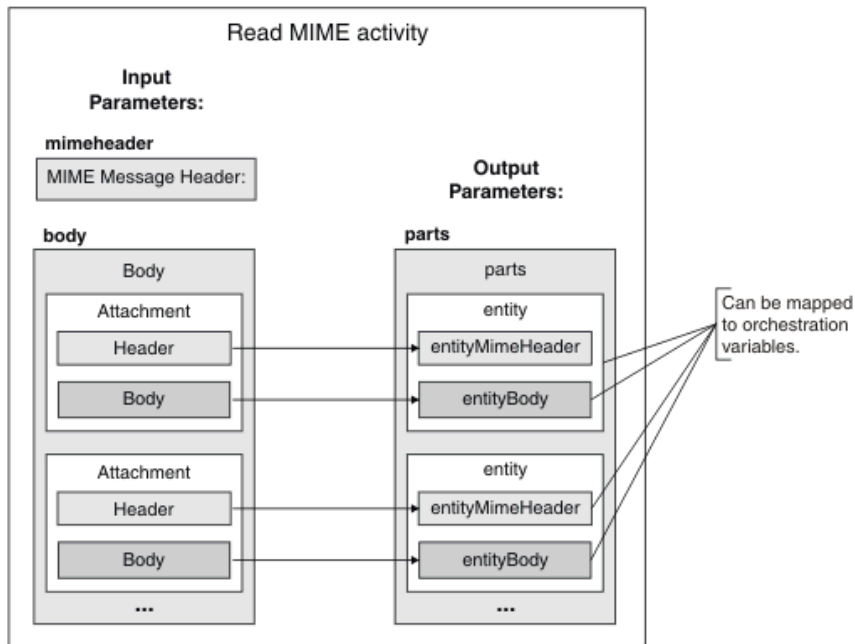 Read MIME activity
Input
Parameters:
mimeheader
MIME Message Header:
Output
Parameters:
body
parts
Body
parts
Attachment
entity
Header
entityMimeHeader
Body
entityBody
Attachment
entity
Header
entityMimeHeader
Body
entityBody
...
...
Can be mapped
to orchestration
variables.